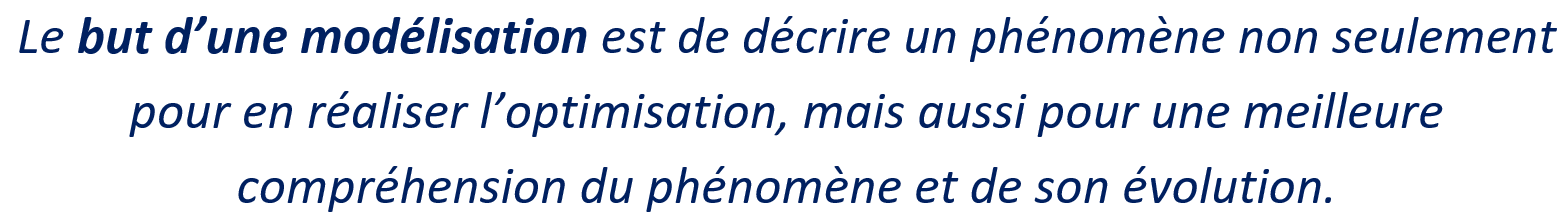 Le but d’une modélisation est de décrire un phénomène non seulement
pour en réaliser l’optimisation, mais aussi pour une meilleure
compréhension du phénomène et de son évolution.